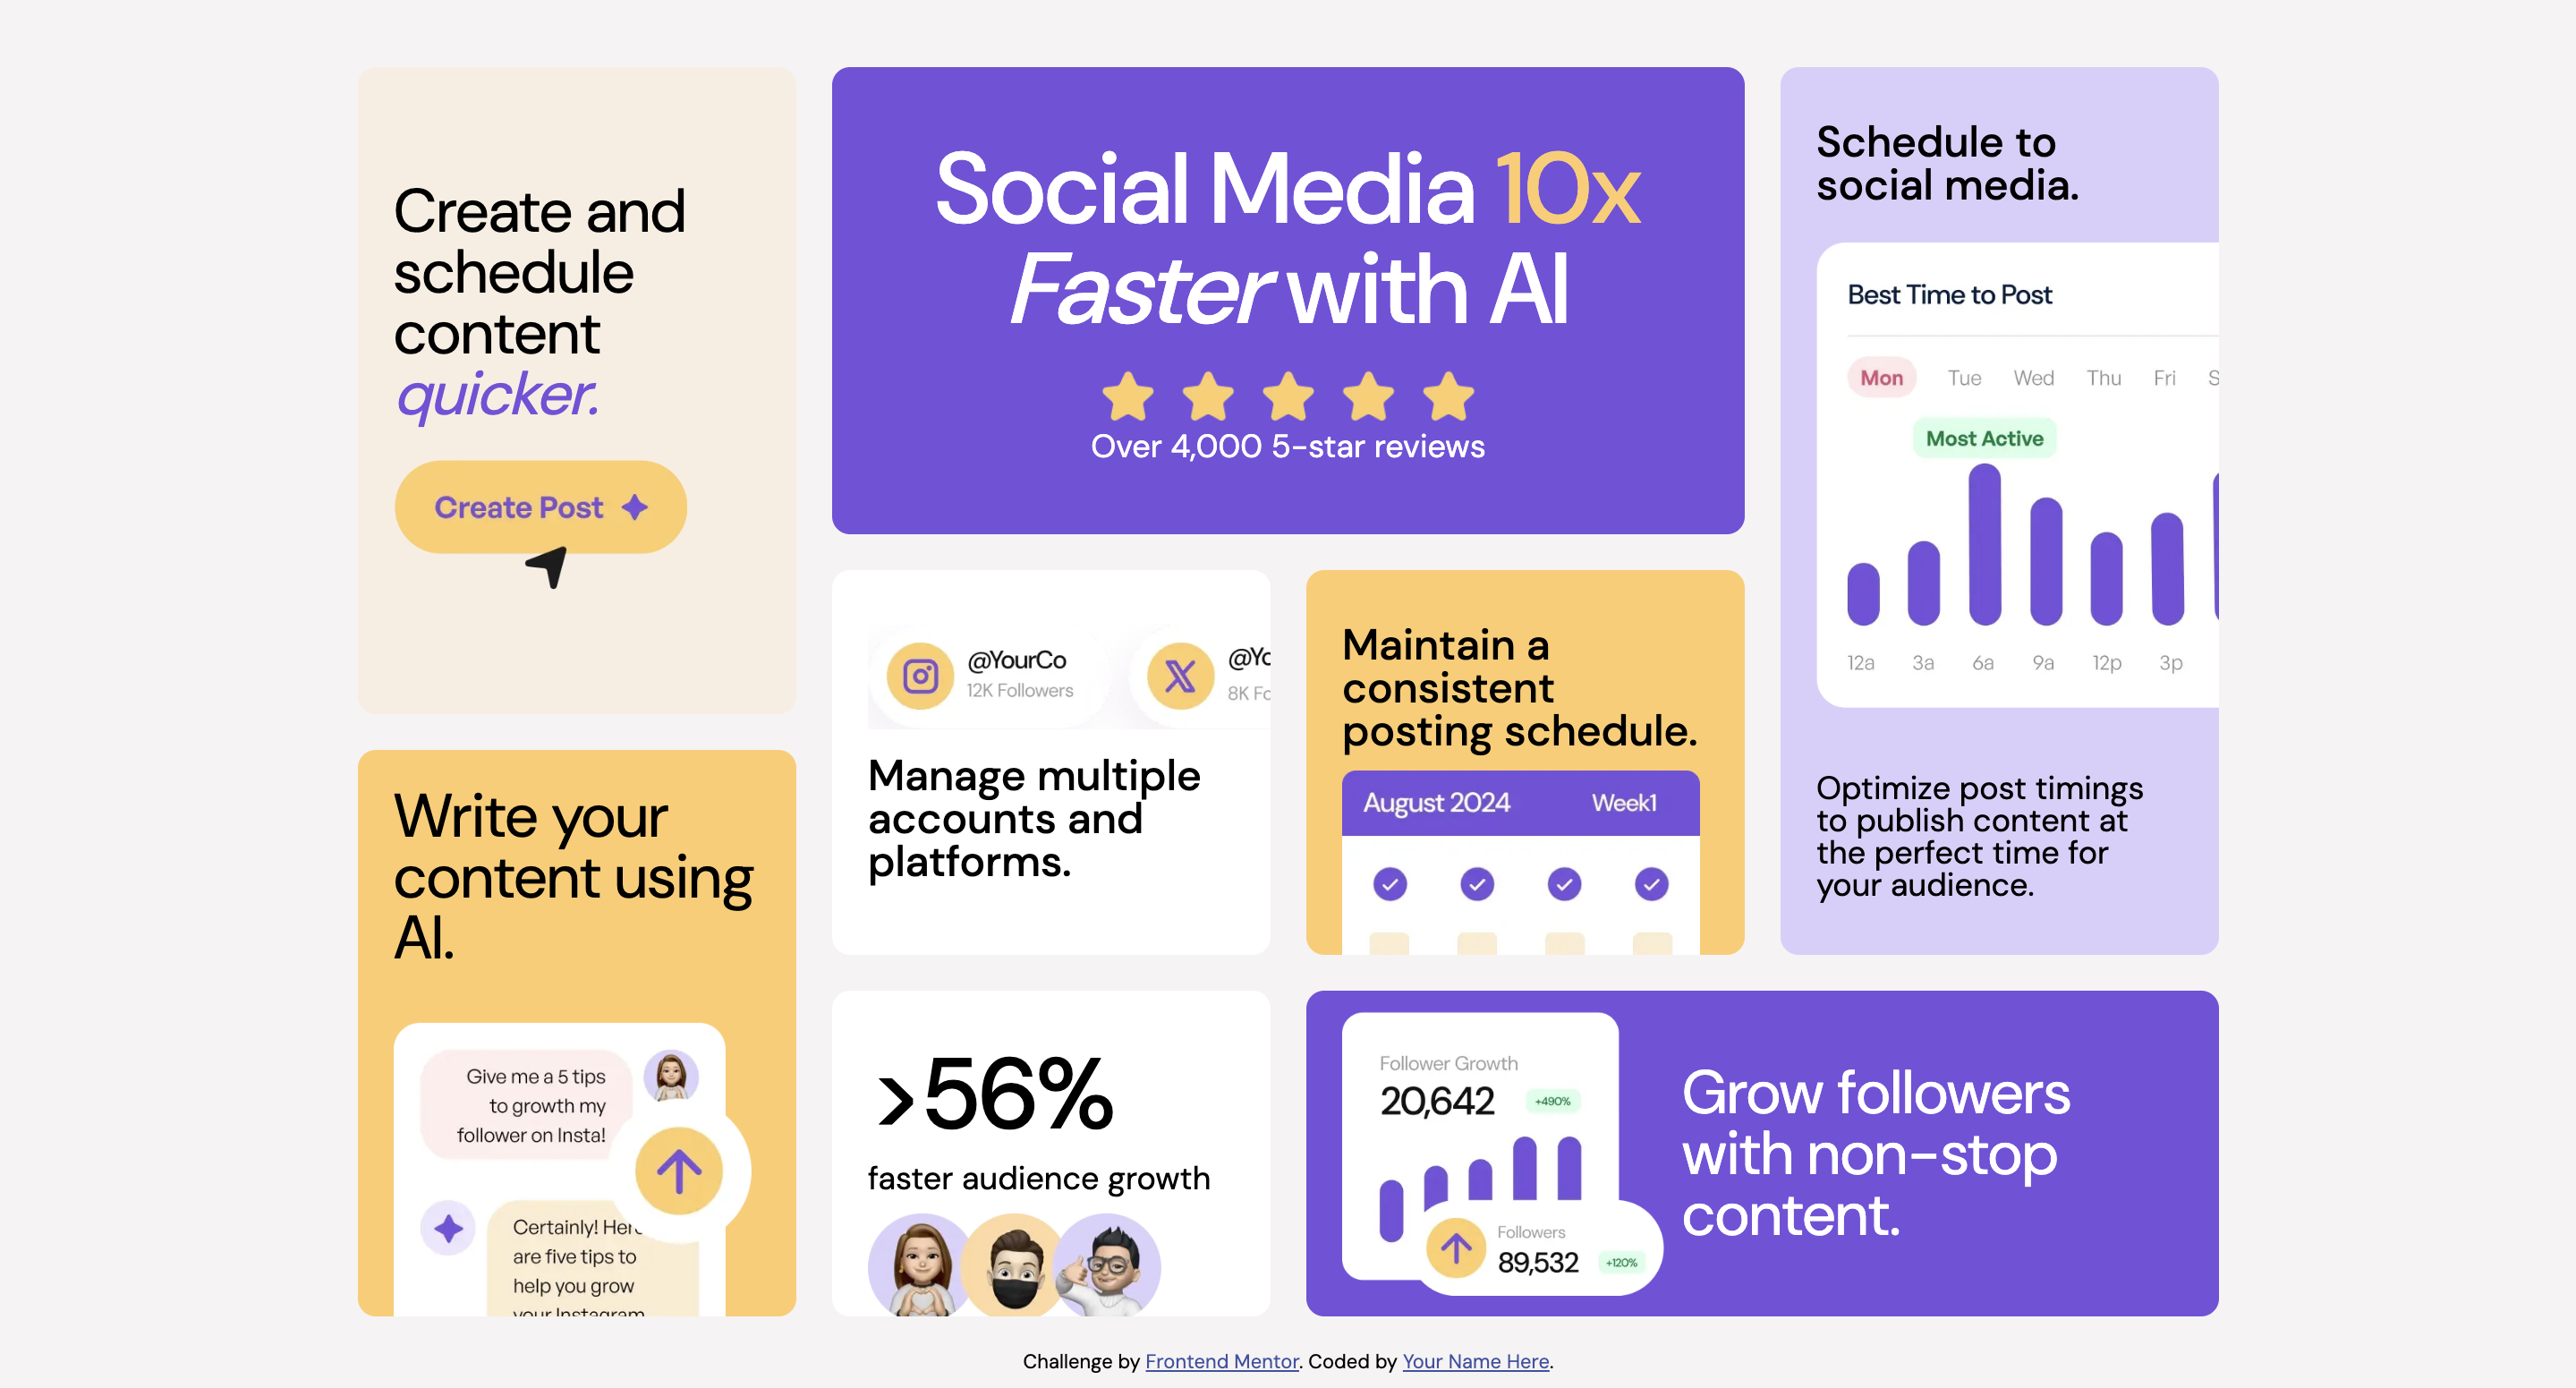 Create and
schedule
content
quicker.
Create Post
Social Media 10x
Faster with AI
Over 4,000 5-star reviews
Schedule to
social media.
Best Time to Post
Mon Tue Wed Thu Fri S
Most Active
12a 3a 6a 9a 12p 3p
Optimize post timings
to publish content at
the perfect time for
your audience.
@YourCo
12K Followers
@Yo
8K Fo
Manage multiple
accounts and
platforms.
Maintain a
consistent
posting schedule.
August 2024 Week1
Write your
content using
AI.
Give me a 5 tips
to growth my
follower on Insta!
Certainly! Here
are five tips to
help you grow
your Instagram
>56%
faster audience growth
Follower Growth
20,642 +490%
Followers
89,532 +120%
Grow followers
with non-stop
content.
Challenge by Frontend Mentor. Coded by Your Name Here.